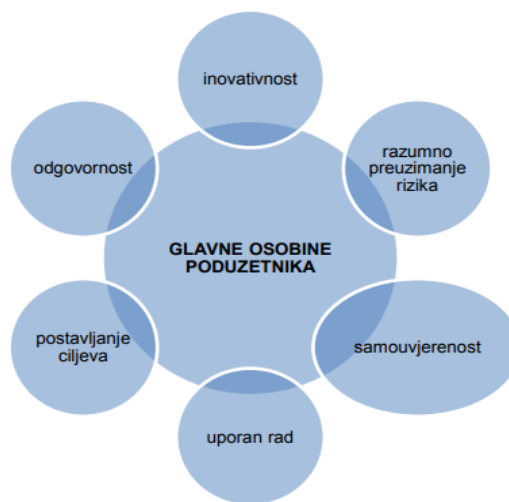 inovativnost
razumno
preuzimanje
rizika
odgovornost
GLAVNE OSOBINE
PODUZETNIKA
postavljanje
ciljeva
samouvjerenost
uporan rad